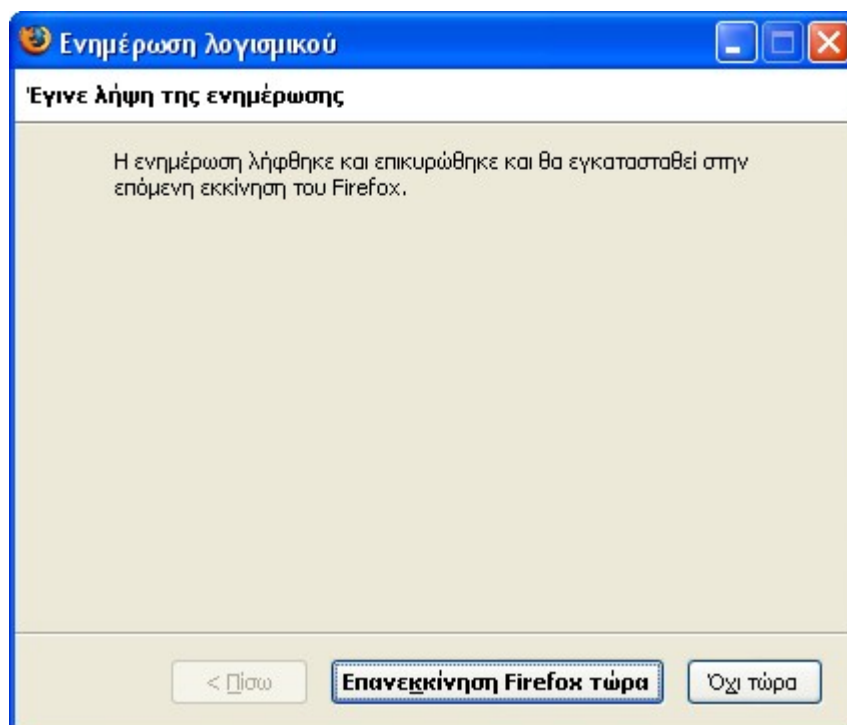 Ενημέρωση λογισμικού
Έγινε λήψη της ενημέρωσης
Η ενημέρωση λήφθηκε και επικυρώθηκε και θα εγκατασταθεί στην
επόμενη εκκίνηση του Firefox.
< Πίσω Επανεκκίνηση Firefox τώρα Όχι τώρα